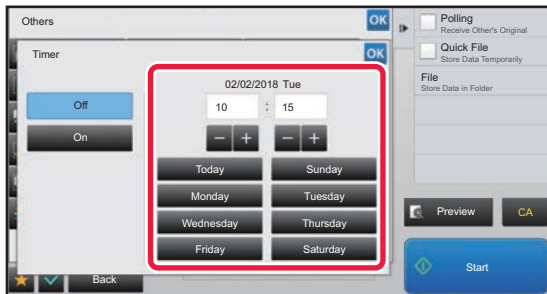 Others
OK
Timer
OK
Off
On
02/02/2018 Tue
10 : 15
Today Sunday
Monday Tuesday
Wednesday Thursday
Friday Saturday
Back
Polling
Receive Other's Original
Quick File
Store Data Temporarily
File
Store Data in Folder
Preview
CA
Start